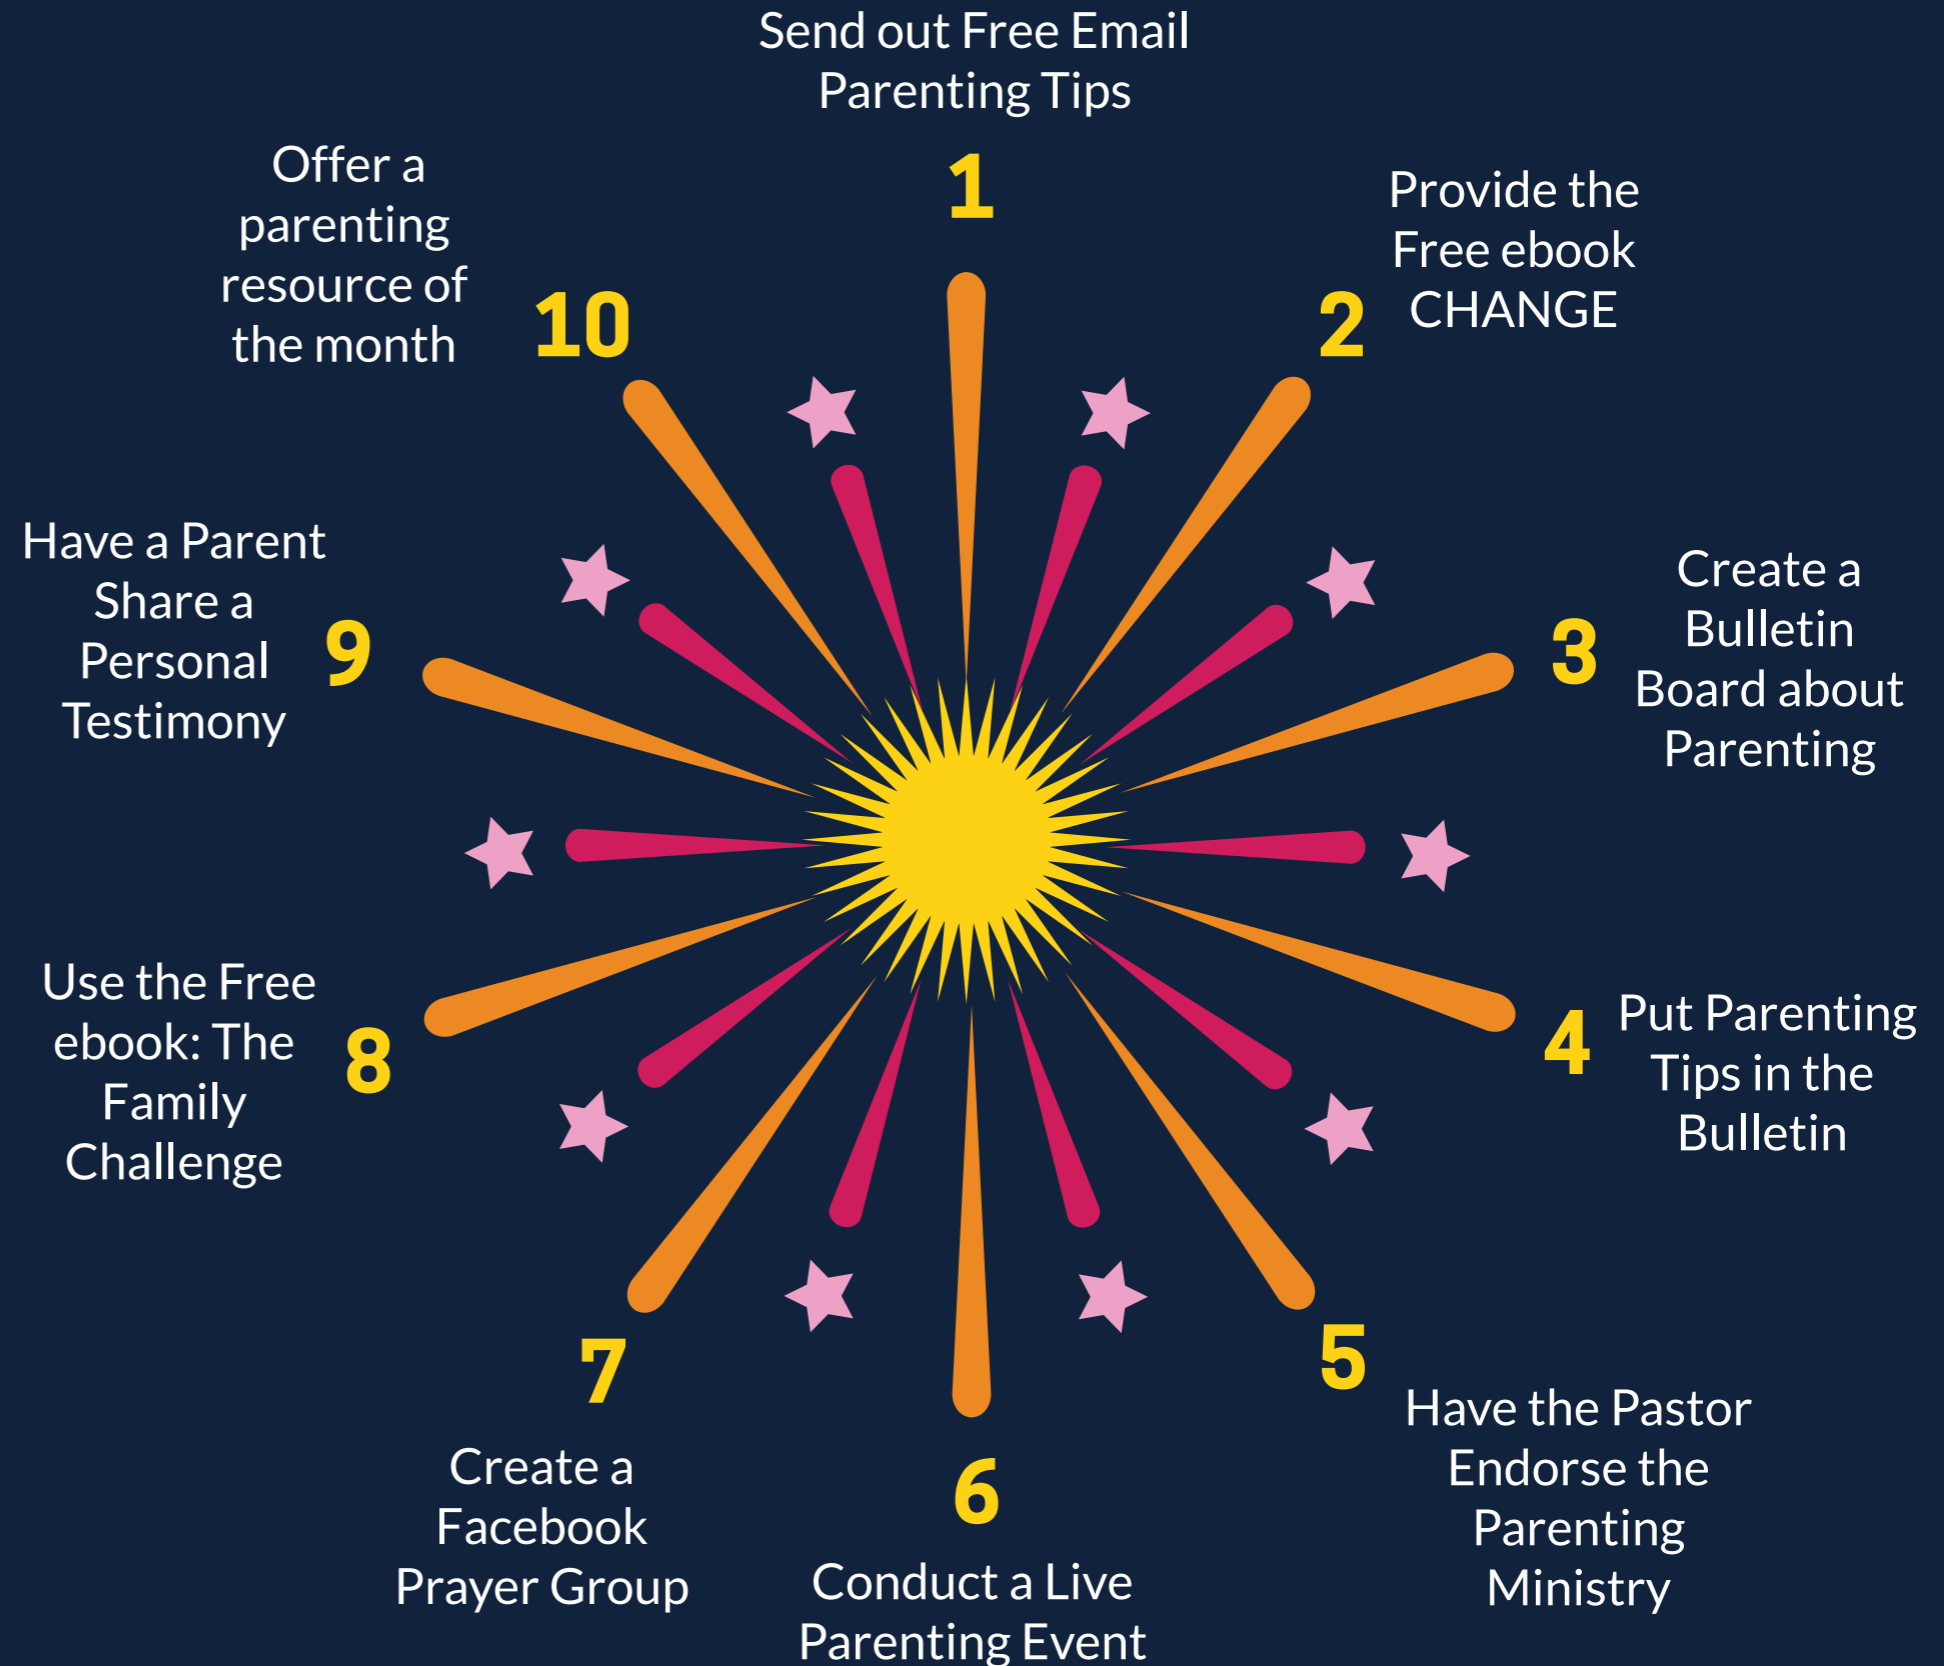 Send out Free Email
Parenting Tips
1
Provide the
Free ebook
CHANGE
2
Create a
Bulletin
Board about
Parenting
3
Put Parenting
Tips in the
Bulletin
4
5
Have the Pastor
Endorse the
Parenting
Ministry
6
Conduct a Live
Parenting Event
7
Create a
Facebook
Prayer Group
Use the Free
ebook: The
Family
Challenge
8
Have a Parent
Share a
Personal
Testimony
9
Offer a
parenting
resource of
the month
10